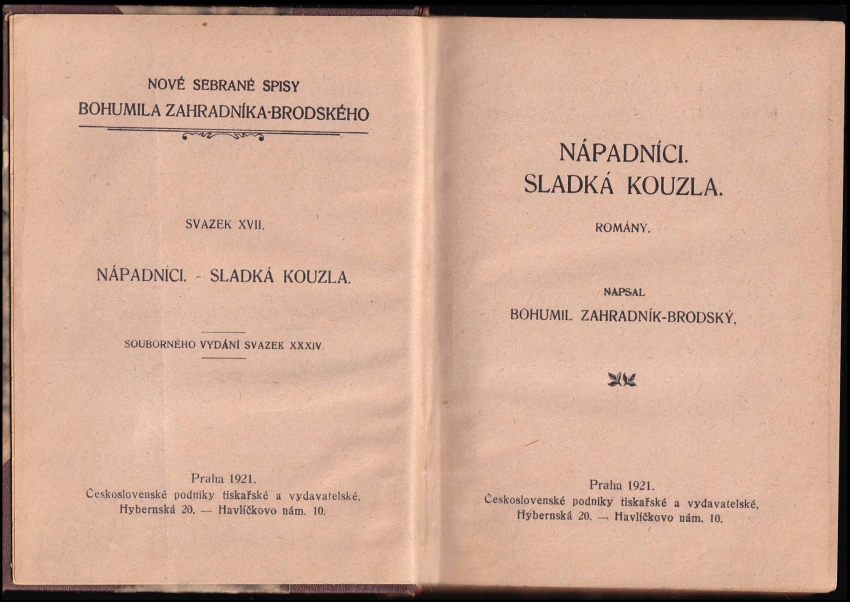 NOVÉ SEBRANÉ SPISY
BOHUMILA ZAHRADNÍKA-BRODSKÉHO
SVAZEK XVII.
NÁPADNÍCI. - SLADKÁ KOUZLA.
SOUBORNÉHO VYDÁNÍ SVAZEK XXXIV.
Praha 1921.
Československé podniky tiskařské a vydavatelské,
Hybernská 20. — Havlíčkovo nám. 10.
NÁPADNÍCI.
SLADKÁ KOUZLA.
ROMÁNY.
NAPSAL
BOHUMIL ZAHRADNÍK-BRODSKÝ.
Praha 1921.
Československé podniky tiskařské a vydavatelské,
Hybernská 20. — Havlíčkovo nám. 10.